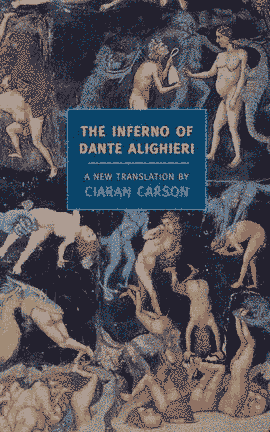 THE INFERNO OF
DANTE ALIGHIERI
A NEW TRANSLATION BY
CIARAN CARSON